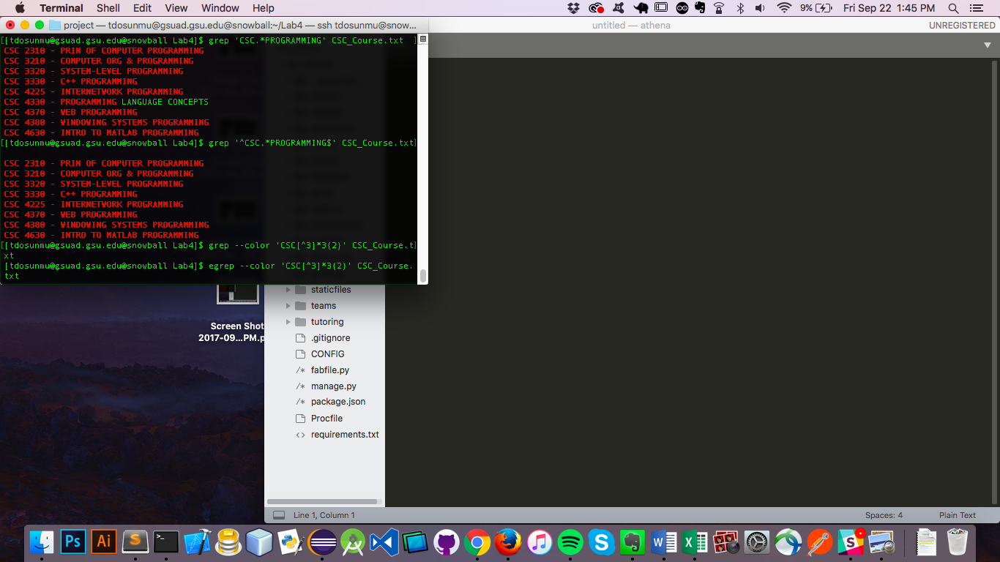 Terminal Shell Edit View Window Help 9% Fri Sep 22 1:45 PM
project — tdosunmu@gsuad.gsu.edu@snowball:~/Lab4 — ssh tdosunmu@snow...
untitled — athena
UNREGISTERED
[[tdosunmu@gsuad.gsu.edu@snowball Lab4]$ grep 'CSC.*PROGRAMMING' CSC_Course.txt ]
CSC 2310 - PRIN OF COMPUTER PROGRAMMING
CSC 3210 - COMPUTER ORG & PROGRAMMING
CSC 3320 - SYSTEM-LEVEL PROGRAMMING
CSC 3330 - C++ PROGRAMMING
CSC 4225 - INTERNETWORK PROGRAMMING
CSC 4330 - PROGRAMMING LANGUAGE CONCEPTS
CSC 4370 - WEB PROGRAMMING
CSC 4380 - WINDOWING SYSTEMS PROGRAMMING
CSC 4630 - INTRO TO MATLAB PROGRAMMING
[[tdosunmu@gsuad.gsu.edu@snowball Lab4]$ grep '^CSC.*PROGRAMMING$' CSC_Course.txt]
CSC 2310 - PRIN OF COMPUTER PROGRAMMING
CSC 3210 - COMPUTER ORG & PROGRAMMING
CSC 3320 - SYSTEM-LEVEL PROGRAMMING
CSC 3330 - C++ PROGRAMMING
CSC 4225 - INTERNETWORK PROGRAMMING
CSC 4370 - WEB PROGRAMMING
CSC 4380 - WINDOWING SYSTEMS PROGRAMMING
CSC 4630 - INTRO TO MATLAB PROGRAMMING
[[tdosunmu@gsuad.gsu.edu@snowball Lab4]$ grep --color 'CSC[^3]*3{2}' CSC_Course.t]
xt
[tdosunmu@gsuad.gsu.edu@snowball Lab4]$ egrep --color 'CSC[^3]*3{2}' CSC_Course.
txt
staticfiles
teams
tutoring
.gitignore
CONFIG
/* fabfile.py
/* manage.py
/* package.json
Procfile
<> requirements.txt
Screen Shot
2017-09...PM.p
Line 1, Column 1
Spaces: 4
Plain Text
Ps
Ai
S
>_
W
X
S